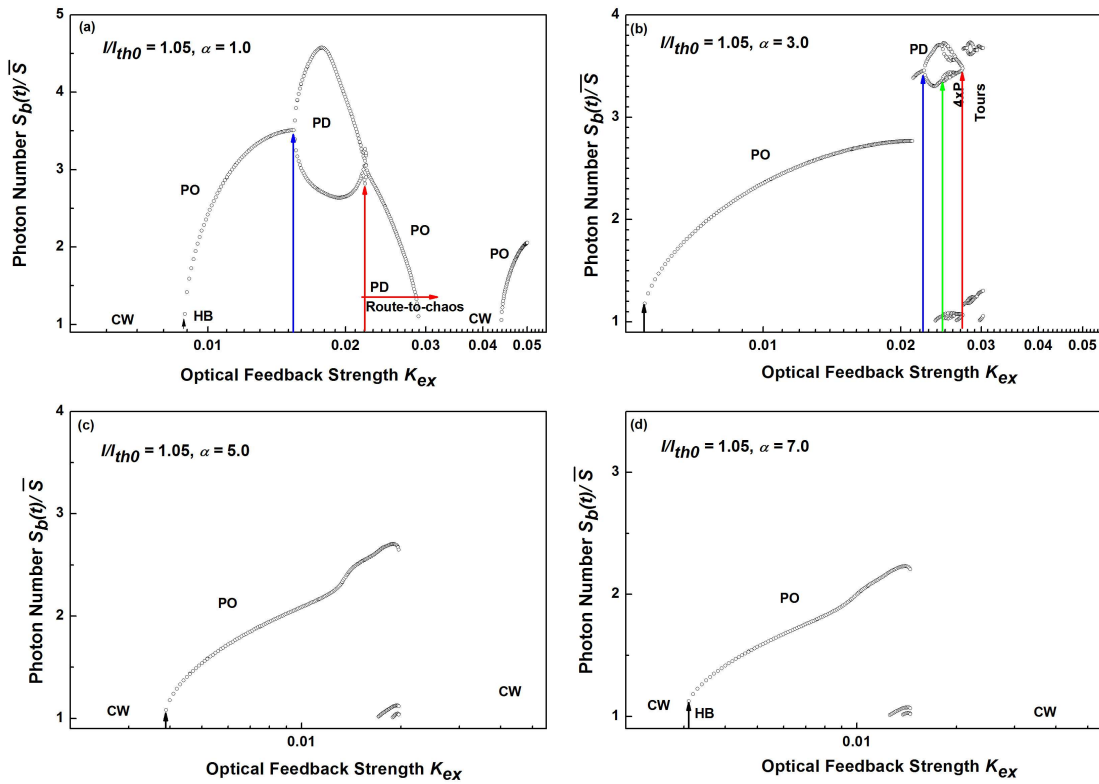 (a)
I/Ith0 = 1.05, α = 1.0
Photon Number Sb(t)/S̅
5
4
3
2
1
PO
PD
PO
PO
PD
Route-to-chaos
CW
HB
0.01
0.02
0.03
0.04
0.05
Optical Feedback Strength Kex
(b)
I/Ith0 = 1.05, α = 3.0
Photon Number Sb(t)/S̅
4
3
2
1
PD
PO
4xP
Tours
0.01
0.02
0.03
0.04
0.05
Optical Feedback Strength Kex
(c)
I/Ith0 = 1.05, α = 5.0
Photon Number Sb(t)/S̅
4
3
2
1
PO
CW
CW
0.01
Optical Feedback Strength Kex
(d)
I/Ith0 = 1.05, α = 7.0
Photon Number Sb(t)/S̅
3
2
1
PO
CW
HB
CW
0.01
Optical Feedback Strength Kex